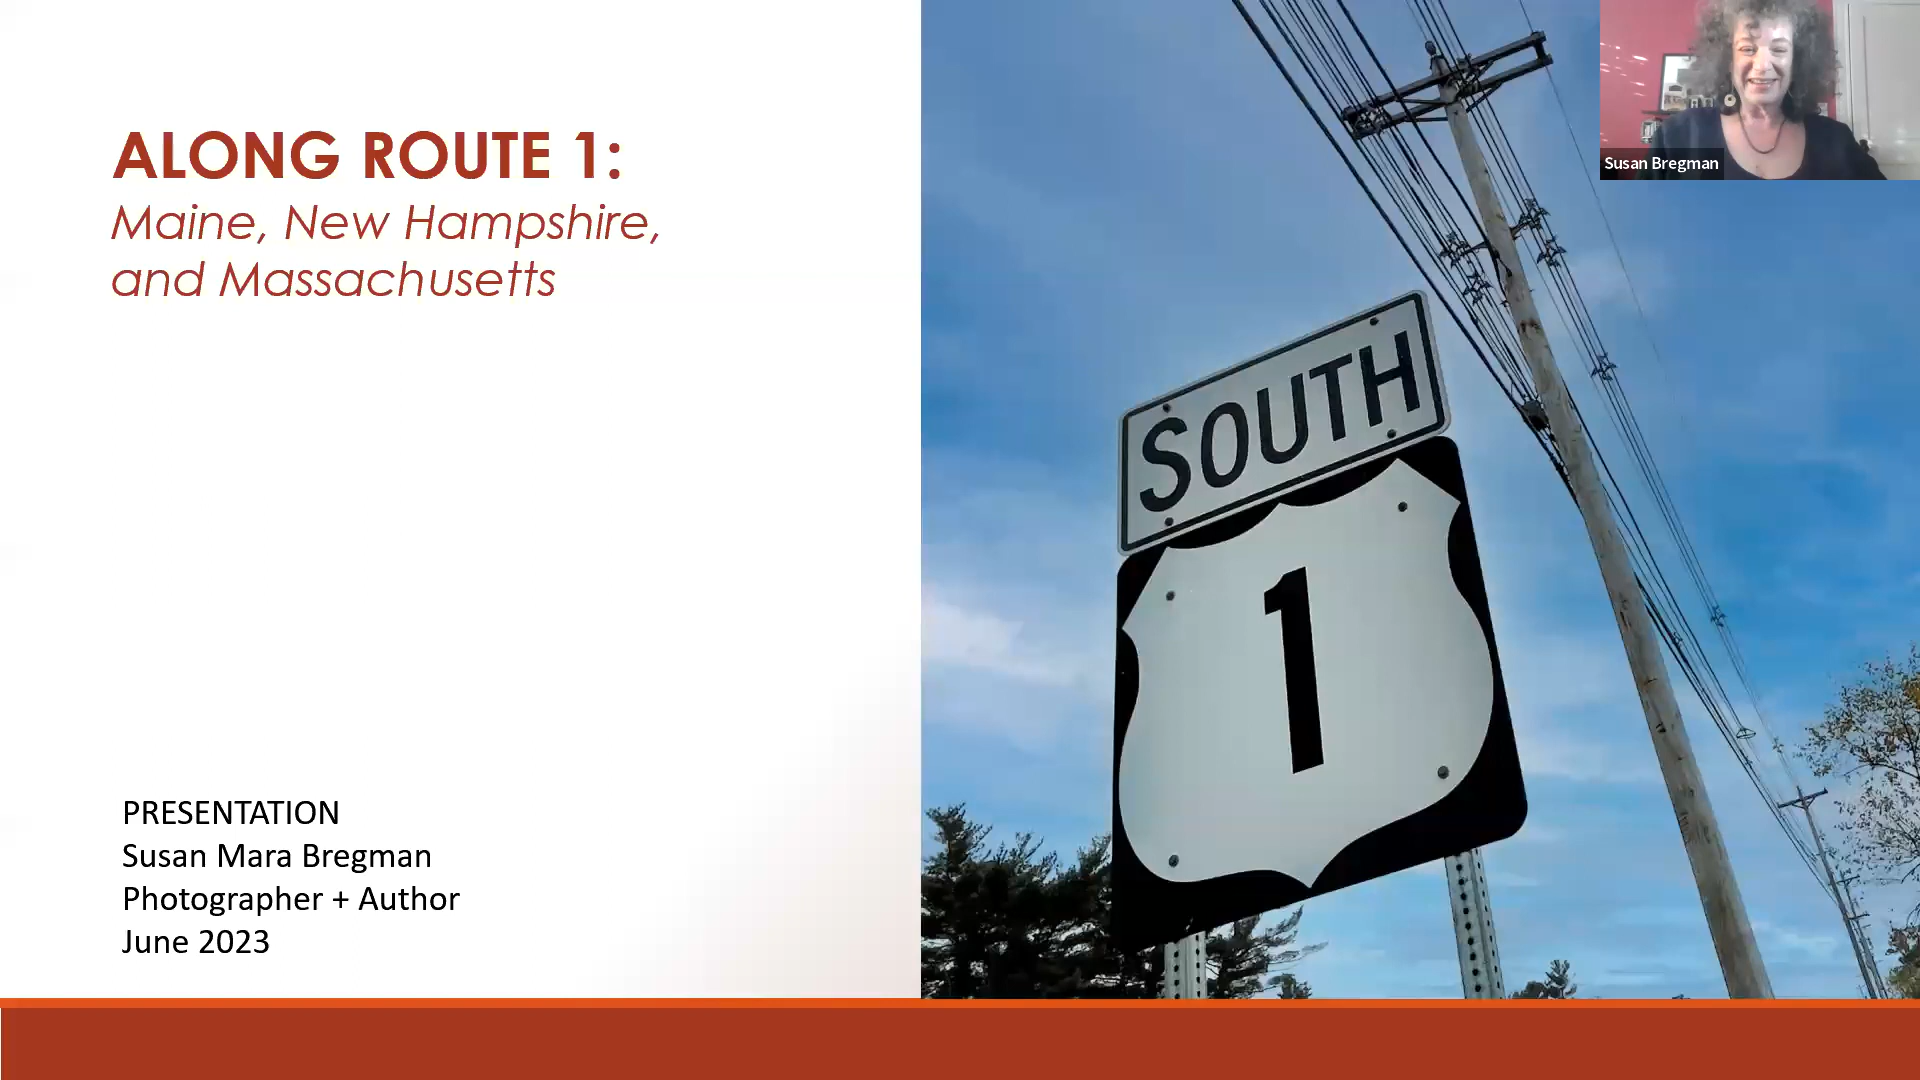 ALONG ROUTE 1:
Maine, New Hampshire,
and Massachusetts
PRESENTATION
Susan Mara Bregman
Photographer + Author
June 2023
SOUTH
1
Susan Bregman